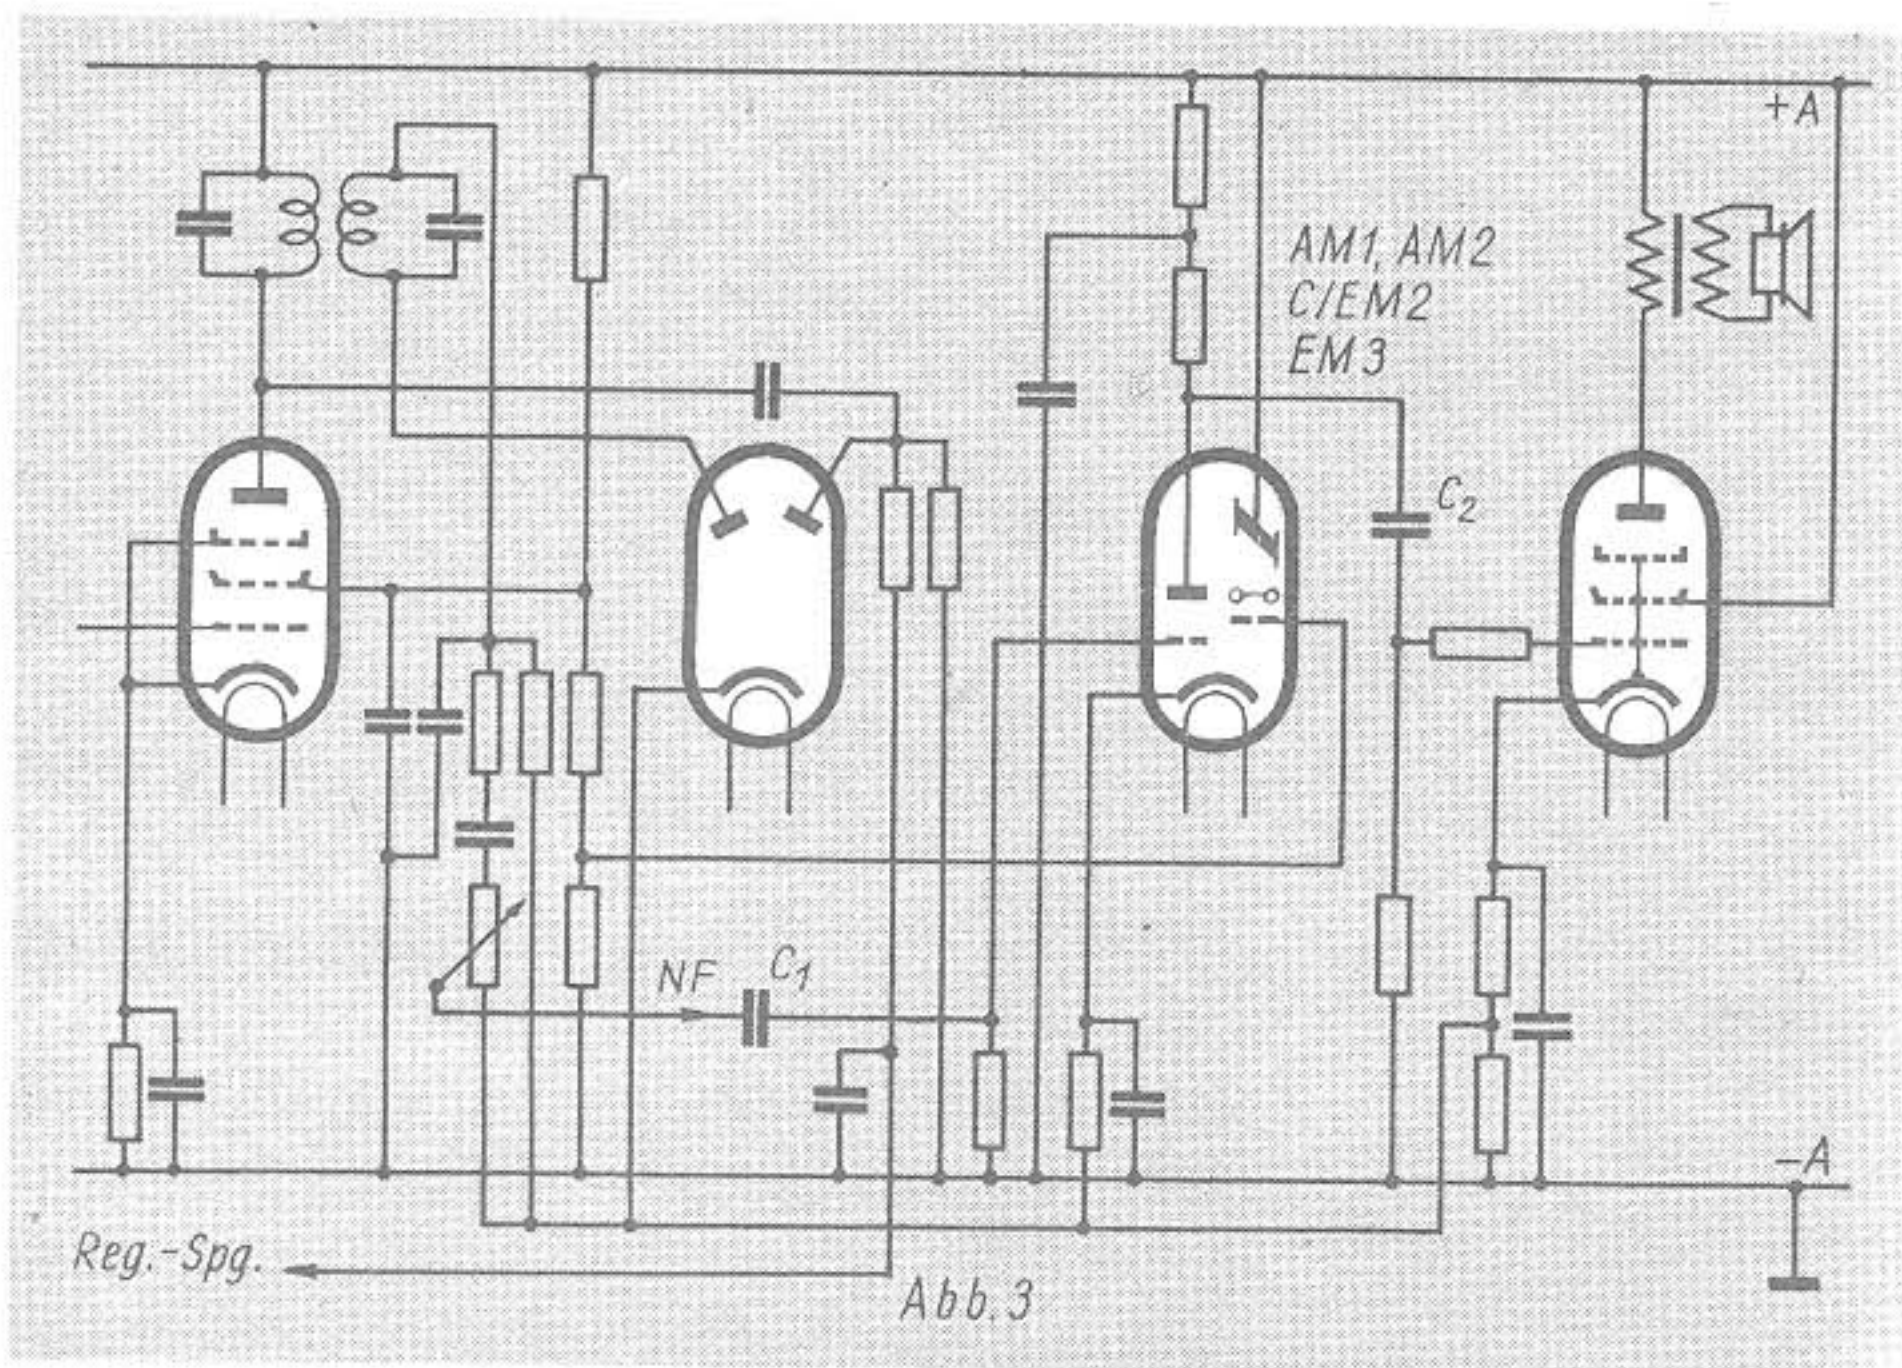 +A
AM1, AM2
C/EM2
EM3
C2
NF
C1
-A
Reg.-Spg.
Abb. 3